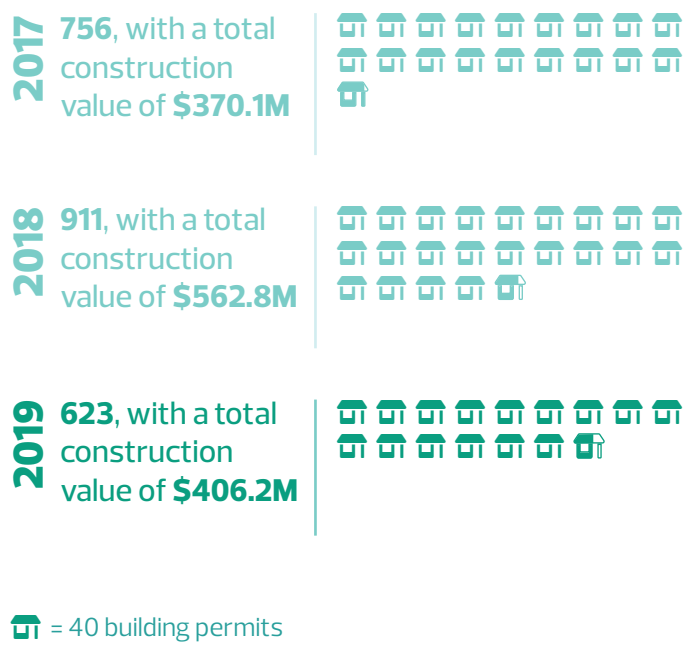 2017
756, with a total
construction
value of $370.1M
2018
911, with a total
construction
value of $562.8M
2019
623, with a total
construction
value of $406.2M
= 40 building permits